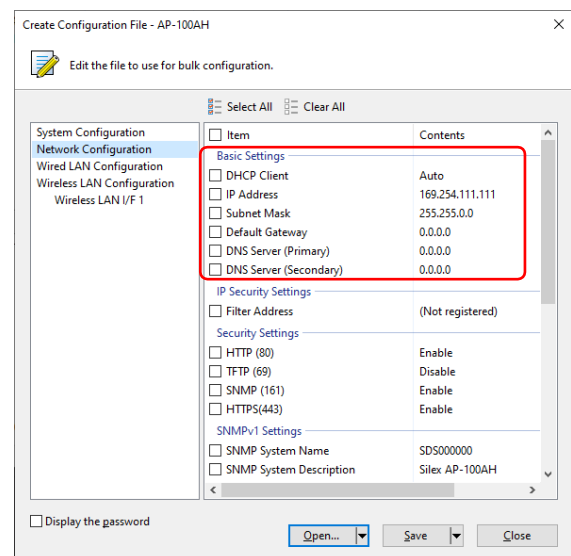 Create Configuration File - AP-100AH
Edit the file to use for bulk configuration.
Select All Clear All
System Configuration
Network Configuration
Wired LAN Configuration
Wireless LAN Configuration
Wireless LAN I/F 1
Item Contents
Basic Settings
DHCP Client Auto
IP Address 169.254.111.111
Subnet Mask 255.255.0.0
Default Gateway 0.0.0.0
DNS Server (Primary) 0.0.0.0
DNS Server (Secondary) 0.0.0.0
IP Security Settings
Filter Address (Not registered)
Security Settings
HTTP (80) Enable
TFTP (69) Disable
SNMP (161) Enable
HTTPS(443) Enable
SNMPv1 Settings
SNMP System Name SDS000000
SNMP System Description Silex AP-100AH
Display the password
Open... Save Close